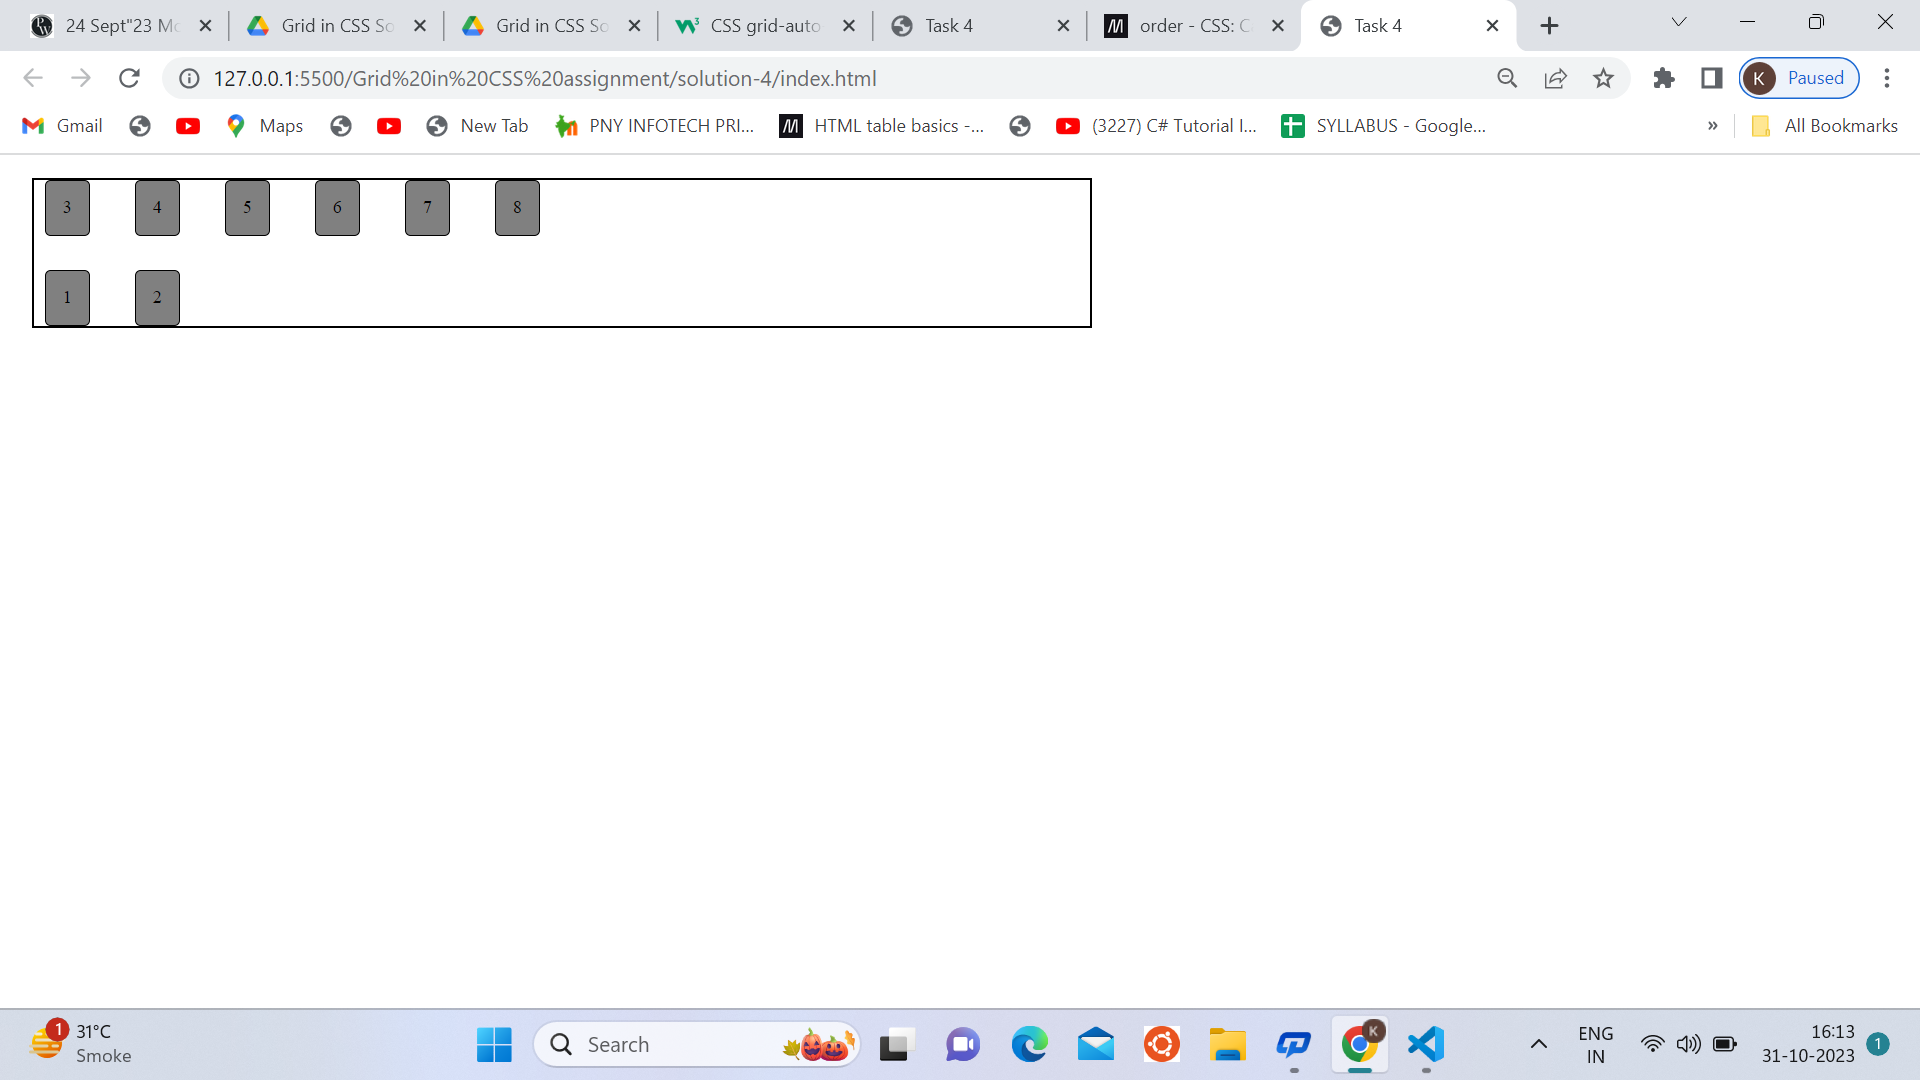 24 Sept"23 Mo
Grid in CSS So
Grid in CSS So
CSS grid-auto
Task 4
order - CSS: C
Task 4
127.0.0.1:5500/Grid%20in%20CSS%20assignment/solution-4/index.html
K Paused
Gmail
Maps
New Tab
PNY INFOTECH PRI...
HTML table basics -...
(3227) C# Tutorial I...
SYLLABUS - Google...
»
All Bookmarks
3 4 5 6 7 8
1 2
1
31°C
Smoke
Search
K
ENG
IN
16:13
31-10-2023
1